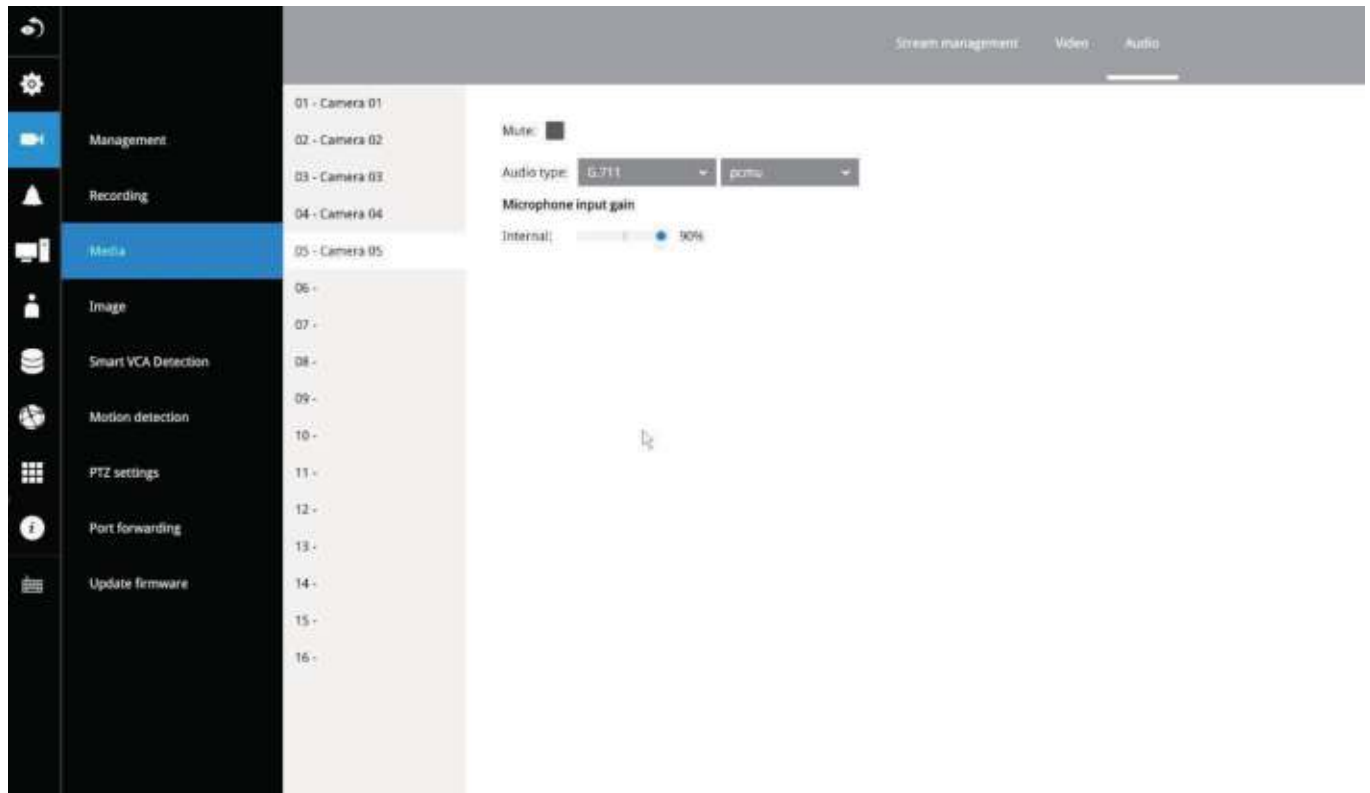 Stream management Video Audio
Management
Recording
Media
Image
Smart VCA Detection
Motion detection
PTZ settings
Port forwarding
Update firmware
01 - Camera 01
02 - Camera 02
03 - Camera 03
04 - Camera 04
05 - Camera 05
06 -
07 -
08 -
09 -
10 -
11 -
12 -
13 -
14 -
15 -
16 -
Mute:
Audio type: G.711 pcmu
Microphone input gain
Internal: 90%